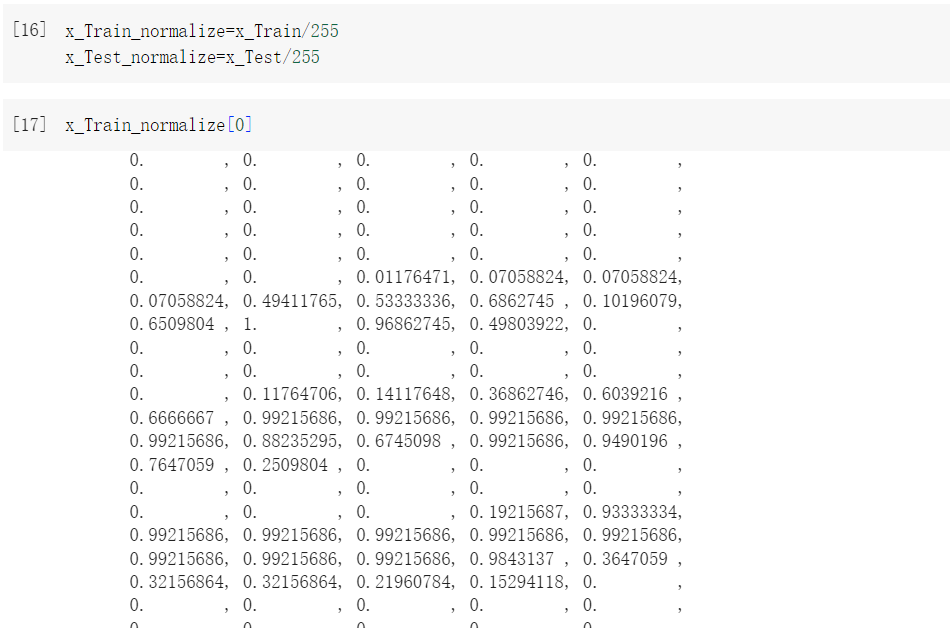 [16] x_Train_normalize=x_Train/255
x_Test_normalize=x_Test/255
[17] x_Train_normalize[0]
0. , 0. , 0. , 0. , 0. ,
0. , 0. , 0. , 0. , 0. ,
0. , 0. , 0. , 0. , 0. ,
0. , 0. , 0. , 0. , 0. ,
0. , 0. , 0. , 0. , 0. ,
0. , 0. , 0.01176471, 0.07058824, 0.07058824,
0.07058824, 0.49411765, 0.53333336, 0.6862745 , 0.10196079,
0.6509804 , 1. , 0.96862745, 0.49803922, 0. ,
0. , 0. , 0. , 0. , 0. ,
0. , 0. , 0. , 0. , 0. ,
0. , 0.11764706, 0.14117648, 0.36862746, 0.6039216 ,
0.6666667 , 0.99215686, 0.99215686, 0.99215686, 0.99215686,
0.99215686, 0.88235295, 0.6745098 , 0.99215686, 0.9490196 ,
0.7647059 , 0.2509804 , 0. , 0. , 0. ,
0. , 0. , 0. , 0. , 0. ,
0. , 0. , 0. , 0.19215687, 0.93333334,
0.99215686, 0.99215686, 0.99215686, 0.99215686, 0.99215686,
0.99215686, 0.99215686, 0.99215686, 0.9843137 , 0.3647059 ,
0.32156864, 0.32156864, 0.21960784, 0.15294118, 0. ,
0. , 0. , 0. , 0. , 0. ,